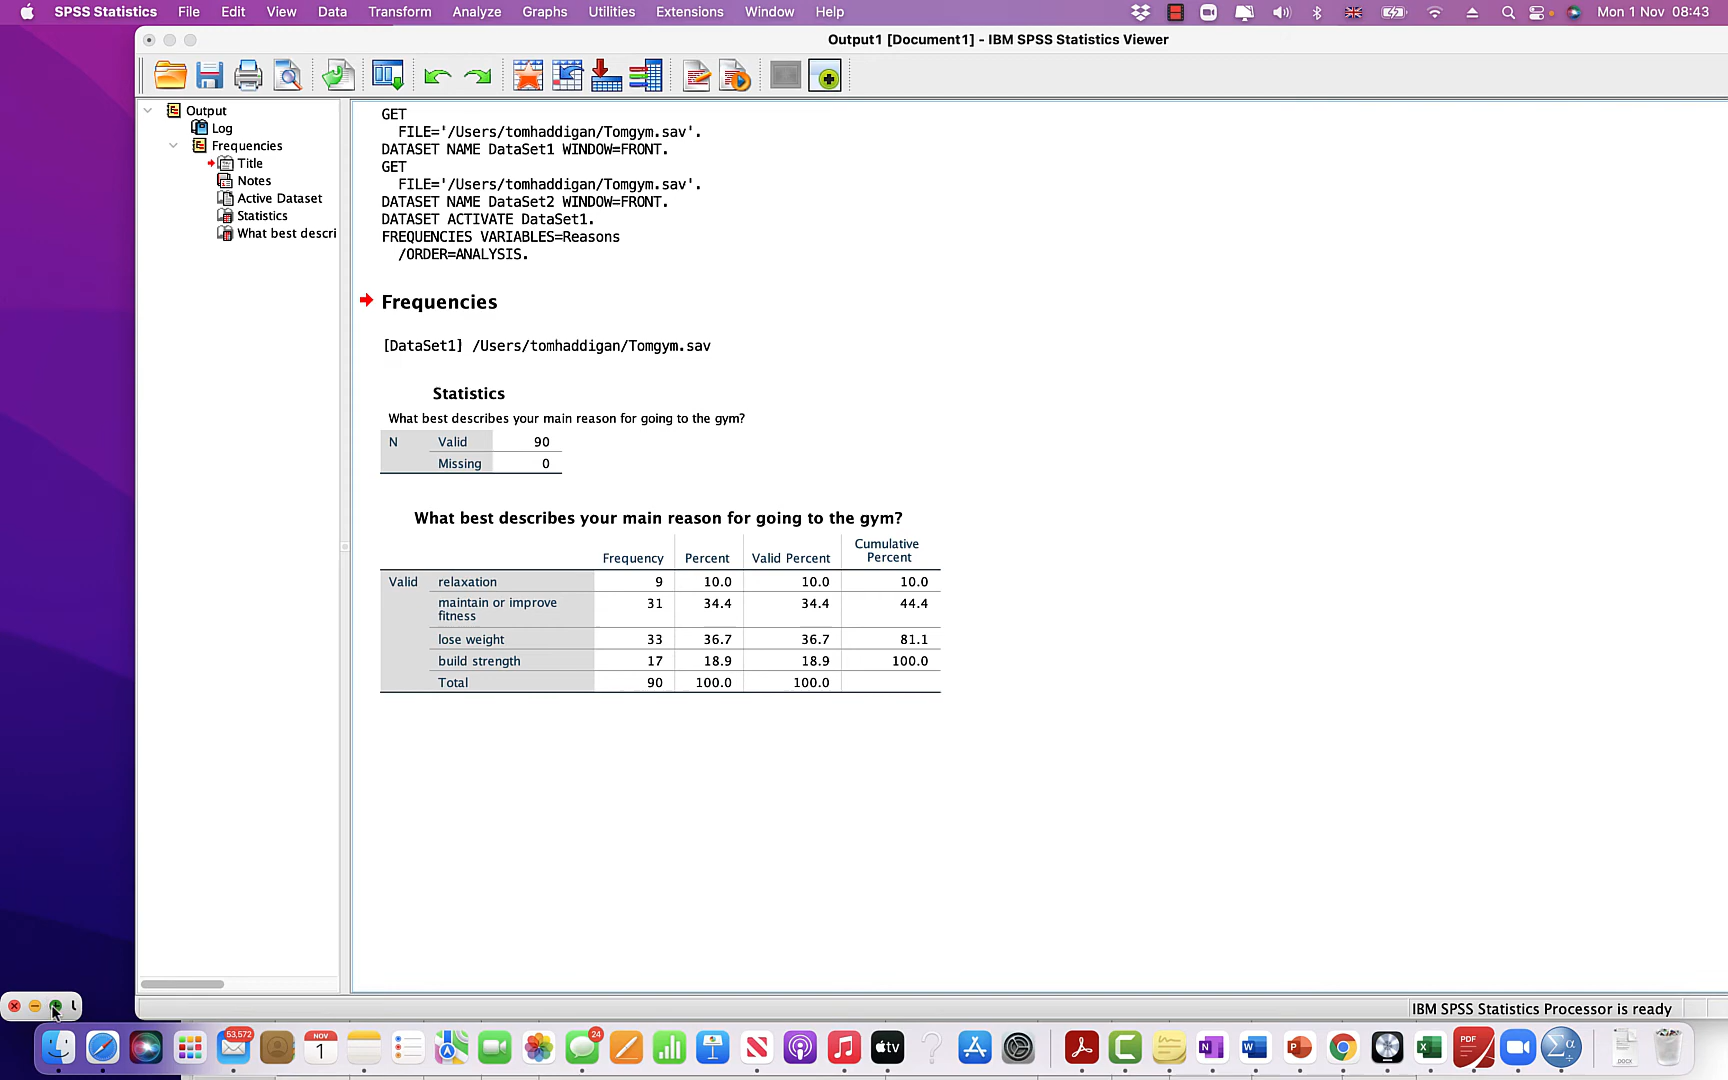 SPSS Statistics File Edit View Data Transform Analyze Graphs Utilities Extensions Window Help Mon 1 Nov 08:43
Output1 [Document1] - IBM SPSS Statistics Viewer
Output
Log
Frequencies
Title
Notes
Active Dataset
Statistics
What best descri
GET
FILE='/Users/tomhaddigan/Tomgym.sav'.
DATASET NAME DataSet1 WINDOW=FRONT.
GET
FILE='/Users/tomhaddigan/Tomgym.sav'.
DATASET NAME DataSet2 WINDOW=FRONT.
DATASET ACTIVATE DataSet1.
FREQUENCIES VARIABLES=Reasons
/ORDER=ANALYSIS.
Frequencies
[DataSet1] /Users/tomhaddigan/Tomgym.sav
Statistics
What best describes your main reason for going to the gym?
N Valid 90
Missing 0
What best describes your main reason for going to the gym?
Frequency Percent Valid Percent Cumulative Percent
Valid relaxation 9 10.0 10.0 10.0
maintain or improve fitness 31 34.4 34.4 44.4
lose weight 33 36.7 36.7 81.1
build strength 17 18.9 18.9 100.0
Total 90 100.0 100.0
IBM SPSS Statistics Processor is ready
53,572
NOV
1
24
tv
PDF
DOCX